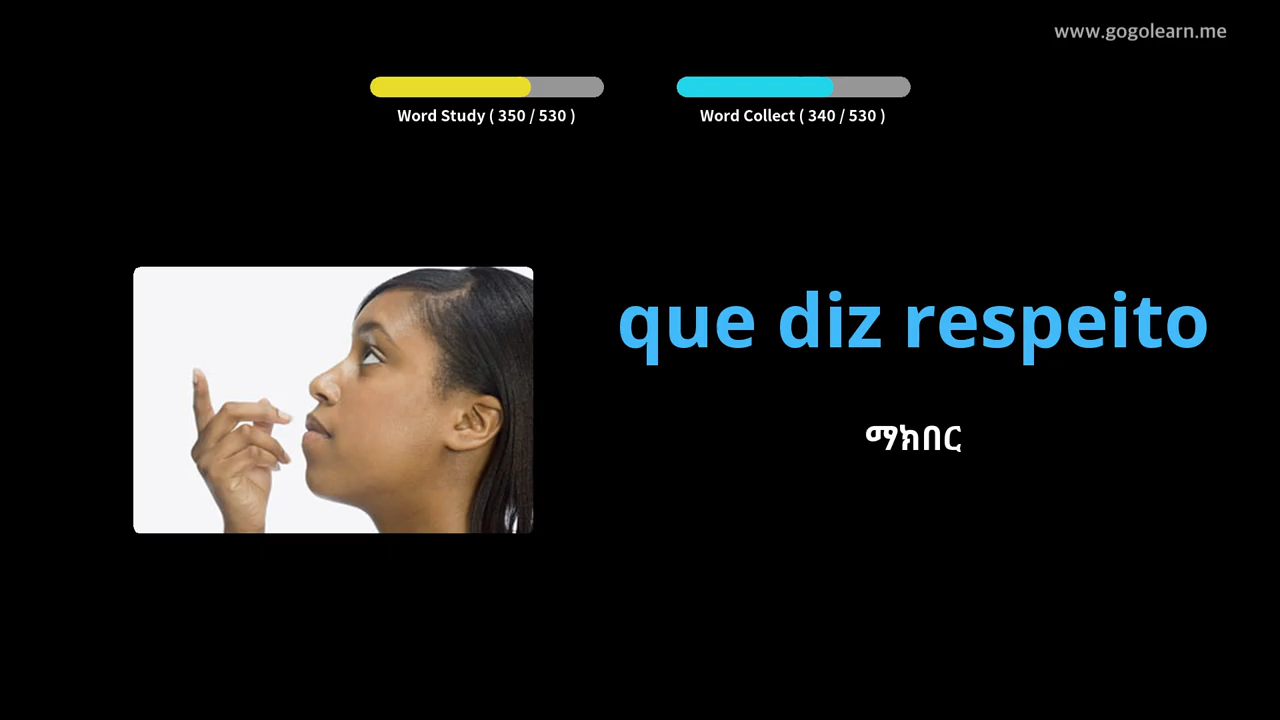 www.gogolearn.me
Word Study ( 350 / 530 )
Word Collect ( 340 / 530 )
que diz respeito
ማክበር